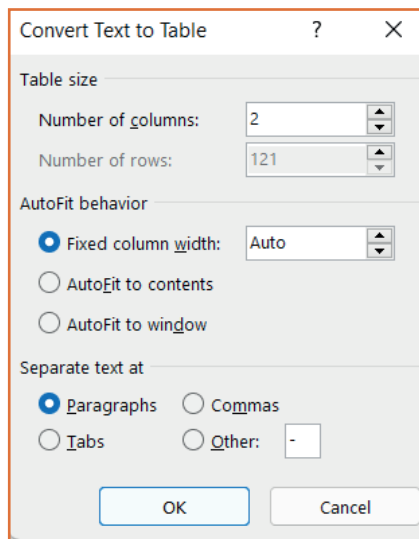 Convert Text to Table ? ×
Table size
Number of columns: 2
Number of rows: 121
AutoFit behavior
Fixed column width: Auto
AutoFit to contents
AutoFit to window
Separate text at
Paragraphs Commas
Tabs Other: -
OK Cancel